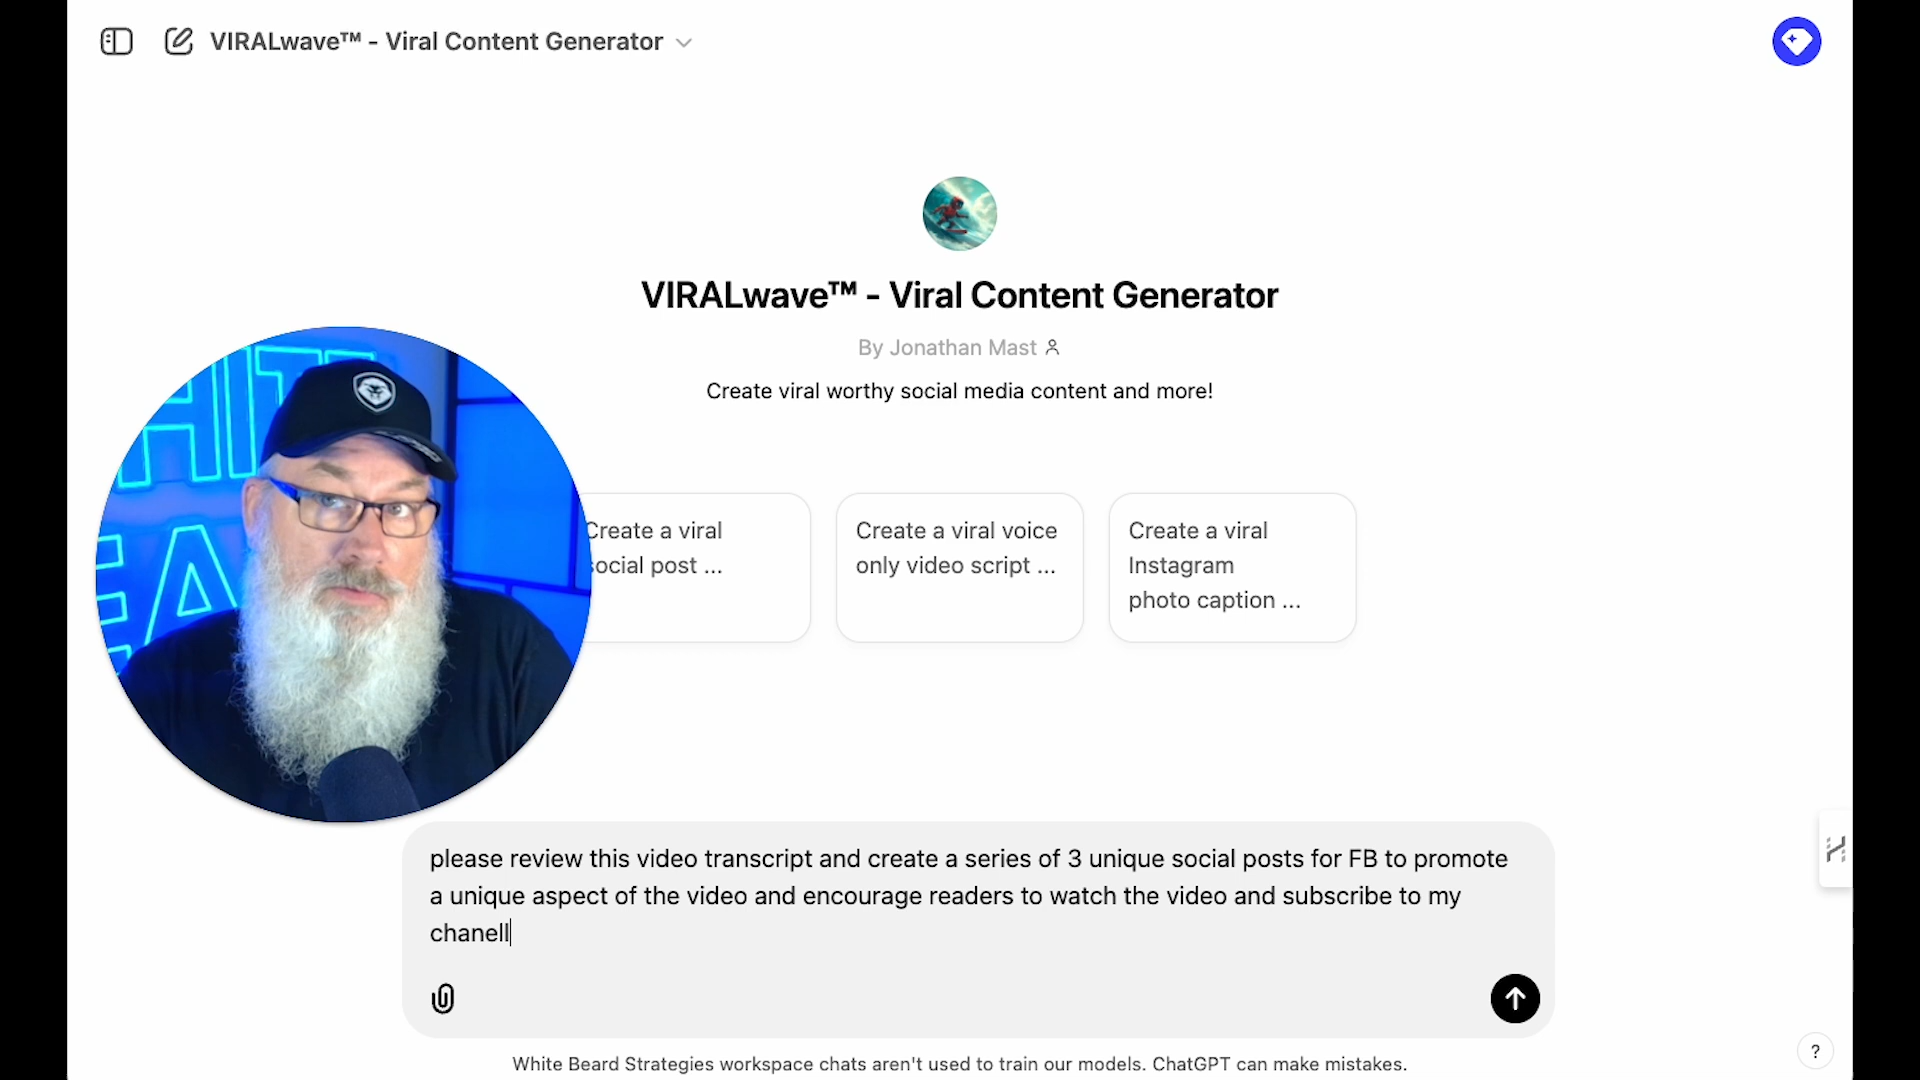 VIRALwave™ - Viral Content Generator
VIRALwave™ - Viral Content Generator
By Jonathan Mast
Create viral worthy social media content and more!
Create a viral
social post ...
Create a viral voice
only video script ...
Create a viral
Instagram
photo caption ...
please review this video transcript and create a series of 3 unique social posts for FB to promote
a unique aspect of the video and encourage readers to watch the video and subscribe to my
chanell
White Beard Strategies workspace chats aren't used to train our models. ChatGPT can make mistakes.
?